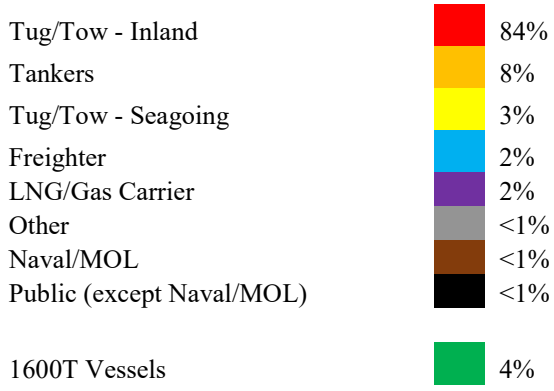 Tug/Tow - Inland 84%
Tankers 8%
Tug/Tow - Seagoing 3%
Freighter 2%
LNG/Gas Carrier 2%
Other <1%
Naval/MOL <1%
Public (except Naval/MOL) <1%
1600T Vessels 4%